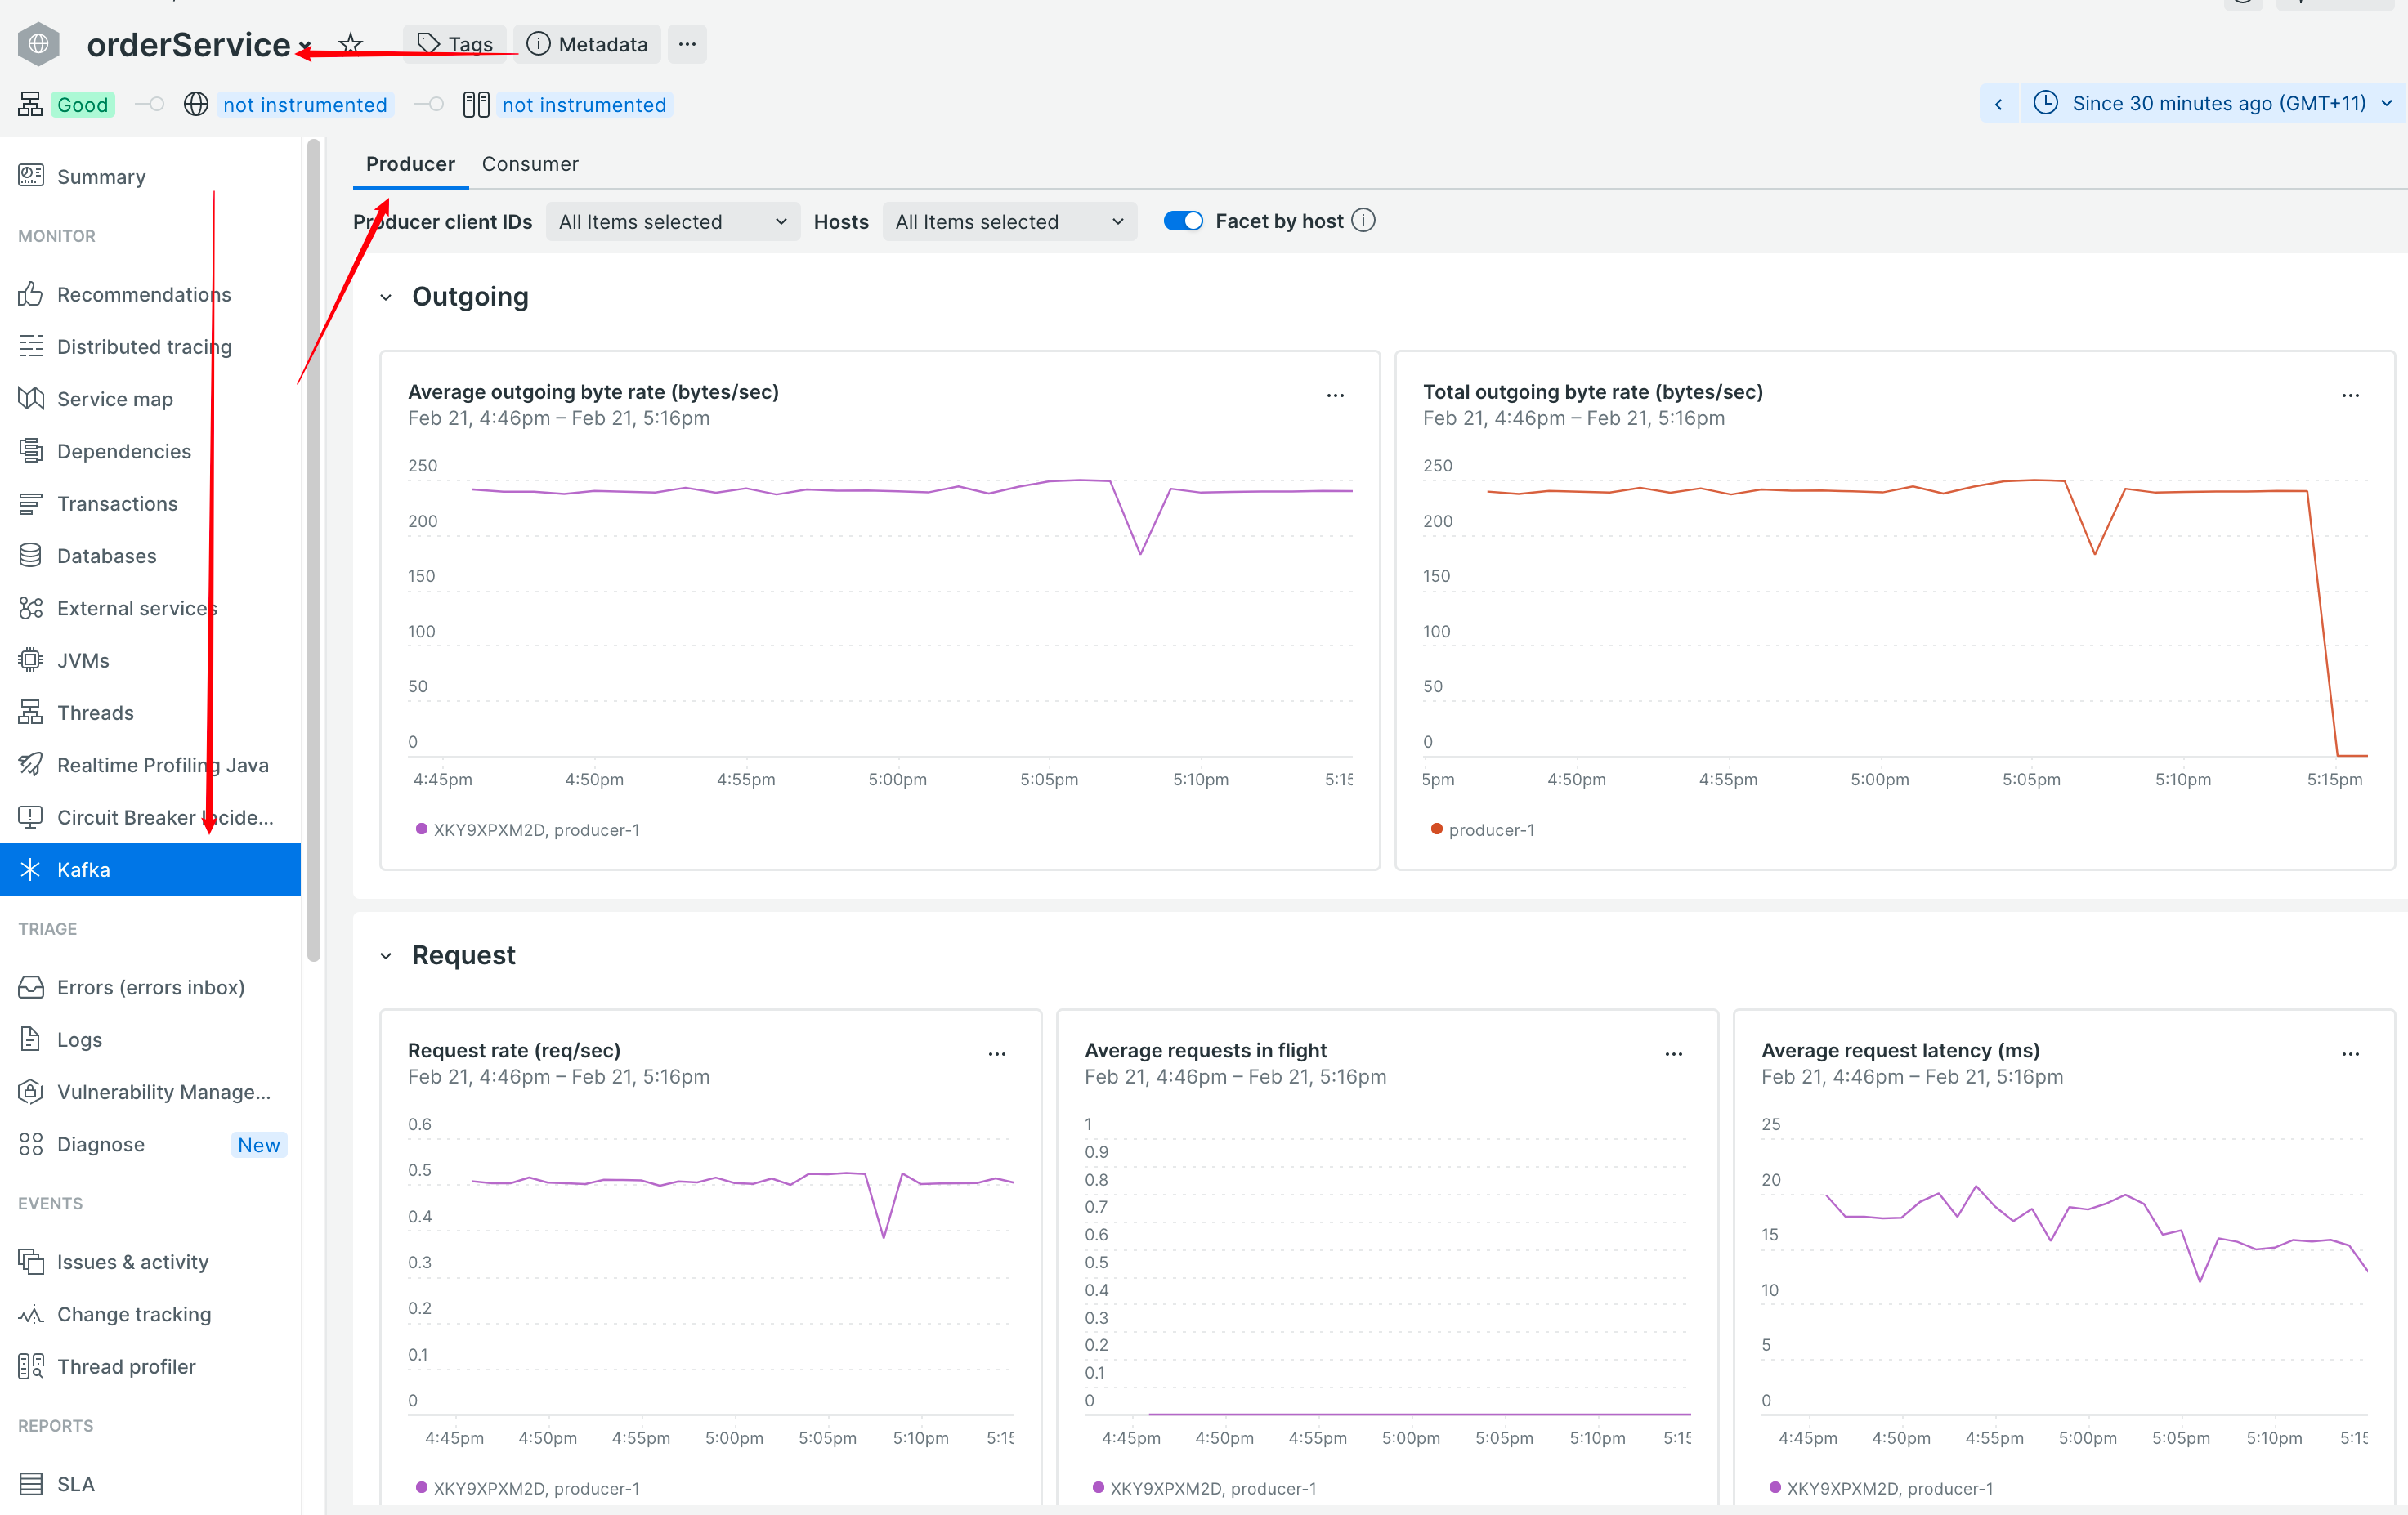 orderService
Tags
Metadata
Good
not instrumented
not instrumented
Since 30 minutes ago (GMT+11)
Summary
MONITOR
Recommendations
Distributed tracing
Service map
Dependencies
Transactions
Databases
External services
JVMs
Threads
Realtime Profiling Java
Circuit Breaker Incide...
Kafka
TRIAGE
Errors (errors inbox)
Logs
Vulnerability Manage...
Diagnose New
EVENTS
Issues & activity
Change tracking
Thread profiler
REPORTS
SLA
Producer Consumer
Producer client IDs All Items selected Hosts All Items selected Facet by host
Outgoing
Average outgoing byte rate (bytes/sec)
Feb 21, 4:46pm – Feb 21, 5:16pm
250
200
150
100
50
0
4:45pm 4:50pm 4:55pm 5:00pm 5:05pm 5:10pm 5:15
XKY9XPXM2D, producer-1
Total outgoing byte rate (bytes/sec)
Feb 21, 4:46pm – Feb 21, 5:16pm
250
200
150
100
50
0
5pm 4:50pm 4:55pm 5:00pm 5:05pm 5:10pm 5:15pm
producer-1
Request
Request rate (req/sec)
Feb 21, 4:46pm – Feb 21, 5:16pm
0.6
0.5
0.4
0.3
0.2
0.1
0
4:45pm 4:50pm 4:55pm 5:00pm 5:05pm 5:10pm 5:15
XKY9XPXM2D, producer-1
Average requests in flight
Feb 21, 4:46pm – Feb 21, 5:16pm
1
0.9
0.8
0.7
0.6
0.5
0.4
0.3
0.2
0.1
0
4:45pm 4:50pm 4:55pm 5:00pm 5:05pm 5:10pm 5:15
XKY9XPXM2D, producer-1
Average request latency (ms)
Feb 21, 4:46pm – Feb 21, 5:16pm
25
20
15
10
5
0
4:45pm 4:50pm 4:55pm 5:00pm 5:05pm 5:10pm 5:15
XKY9XPXM2D, producer-1